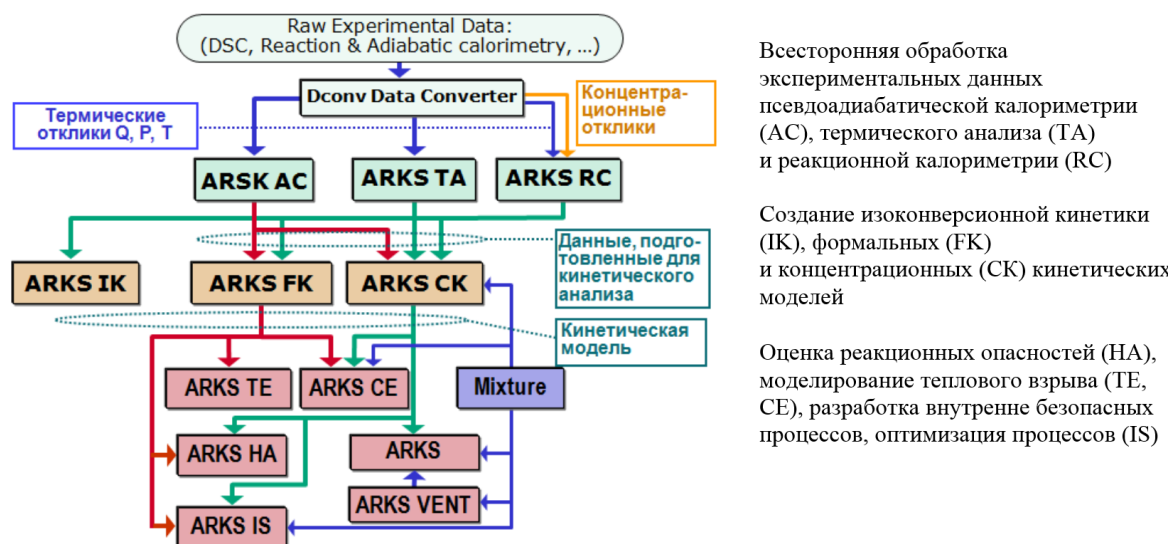 Raw Experimental Data:
(DSC, Reaction & Adiabatic calorimetry, ...)
Dconv Data Converter
Термические
отклики Q, P, T
Концентра-
ционные
отклики
ARSK AC
ARKS TA
ARKS RC
Данные, подго-
товленные для
кинетического
анализа
ARKS IK
ARKS FK
ARKS CK
Кинетическая
модель
ARKS TE
ARKS CE
Mixture
ARKS HA
ARKS
ARKS VENT
ARKS IS
Всесторонняя обработка
экспериментальных данных
псевдоадиабатической калориметрии
(AC), термического анализа (TA)
и реакционной калориметрии (RC)
Создание изоконверсионной кинетики
(IK), формальных (FK)
и концентрационных (CK) кинетических
моделей
Оценка реакционных опасностей (HA),
моделирование теплового взрыва (TE,
CE), разработка внутренне безопасных
процессов, оптимизация процессов (IS)